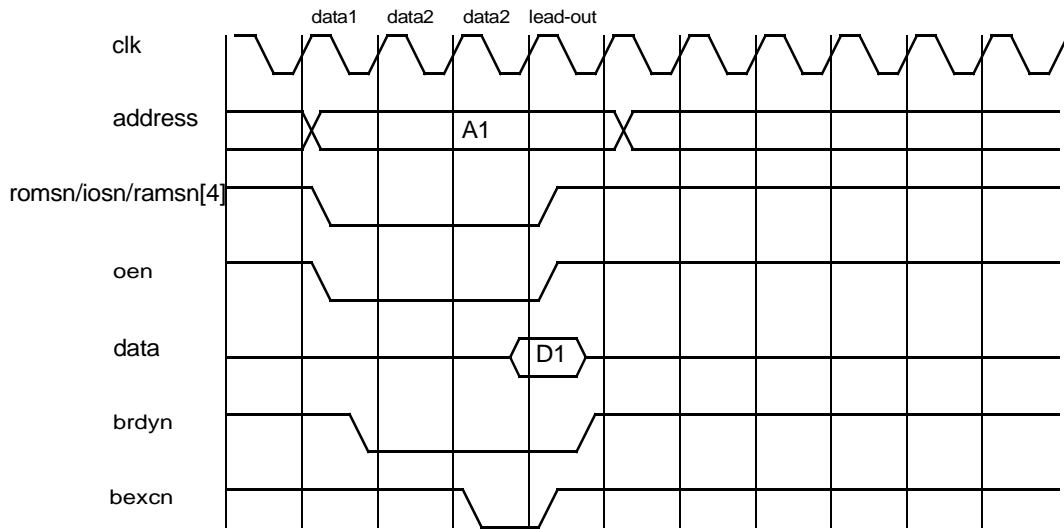 data1 data2 data2 lead-out
clk
address
A1
romsn/iosn/ramsn[4]
oen
data
D1
brdyn
bexcn